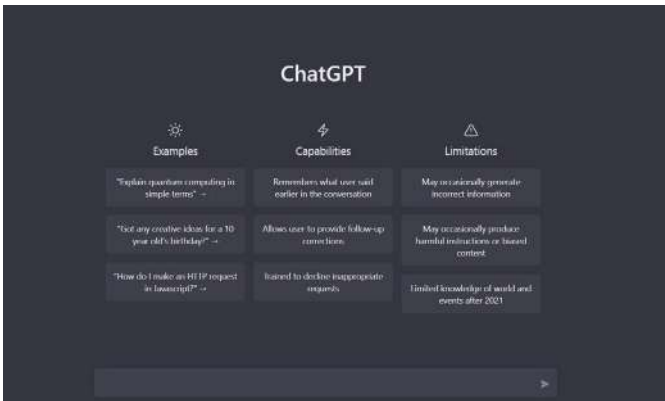 ChatGPT
Examples
"Explain quantum computing in
simple terms" →
"Got any creative ideas for a 10
year old's birthday?" →
"How do I make an HTTP request
in Javascript?" →
Capabilities
Remembers what user said
earlier in the conversation
Allows user to provide follow-up
corrections
Trained to decline inappropriate
requests
Limitations
May occasionally generate
incorrect information
May occasionally produce
harmful instructions or biased
content
Limited knowledge of world and
events after 2021